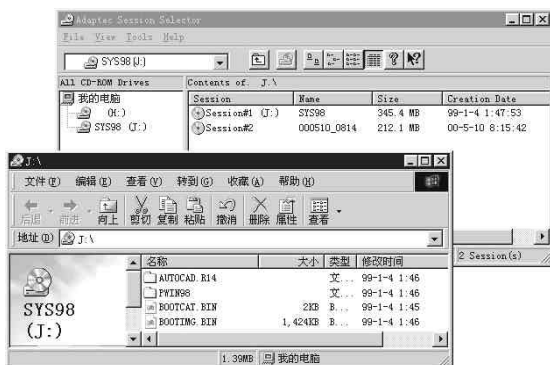 Adaptec Session Selector
File View Tools Help
SYS98 (J:)
All CD-ROM Drives
Contents of. J:\
我的电脑
(H:)
SYS98 (J:)
Session Name Size Creation Date
Session#1 (J:) SYS98 345.4 MB 99-1-4 1:47:53
Session#2 000510_0814 212.1 MB 00-5-10 8:15:42
2 Session(s)
J:\
文件(F) 编辑(E) 查看(V) 转到(G) 收藏(A) 帮助(H)
后退 前进 向上 剪切 复制 粘贴 撤消 删除 属性 查看
地址(D) J:\
名称 大小 类型 修改时间
AUTOCAD.R14 文... 99-1-4 1:46
PWIN98 文... 99-1-4 1:46
BOOTCAT.BIN 2KB B... 99-1-4 1:45
BOOTIMG.BIN 1,424KB B... 99-1-4 1:46
SYS98
(J:)
1.39MB 我的电脑